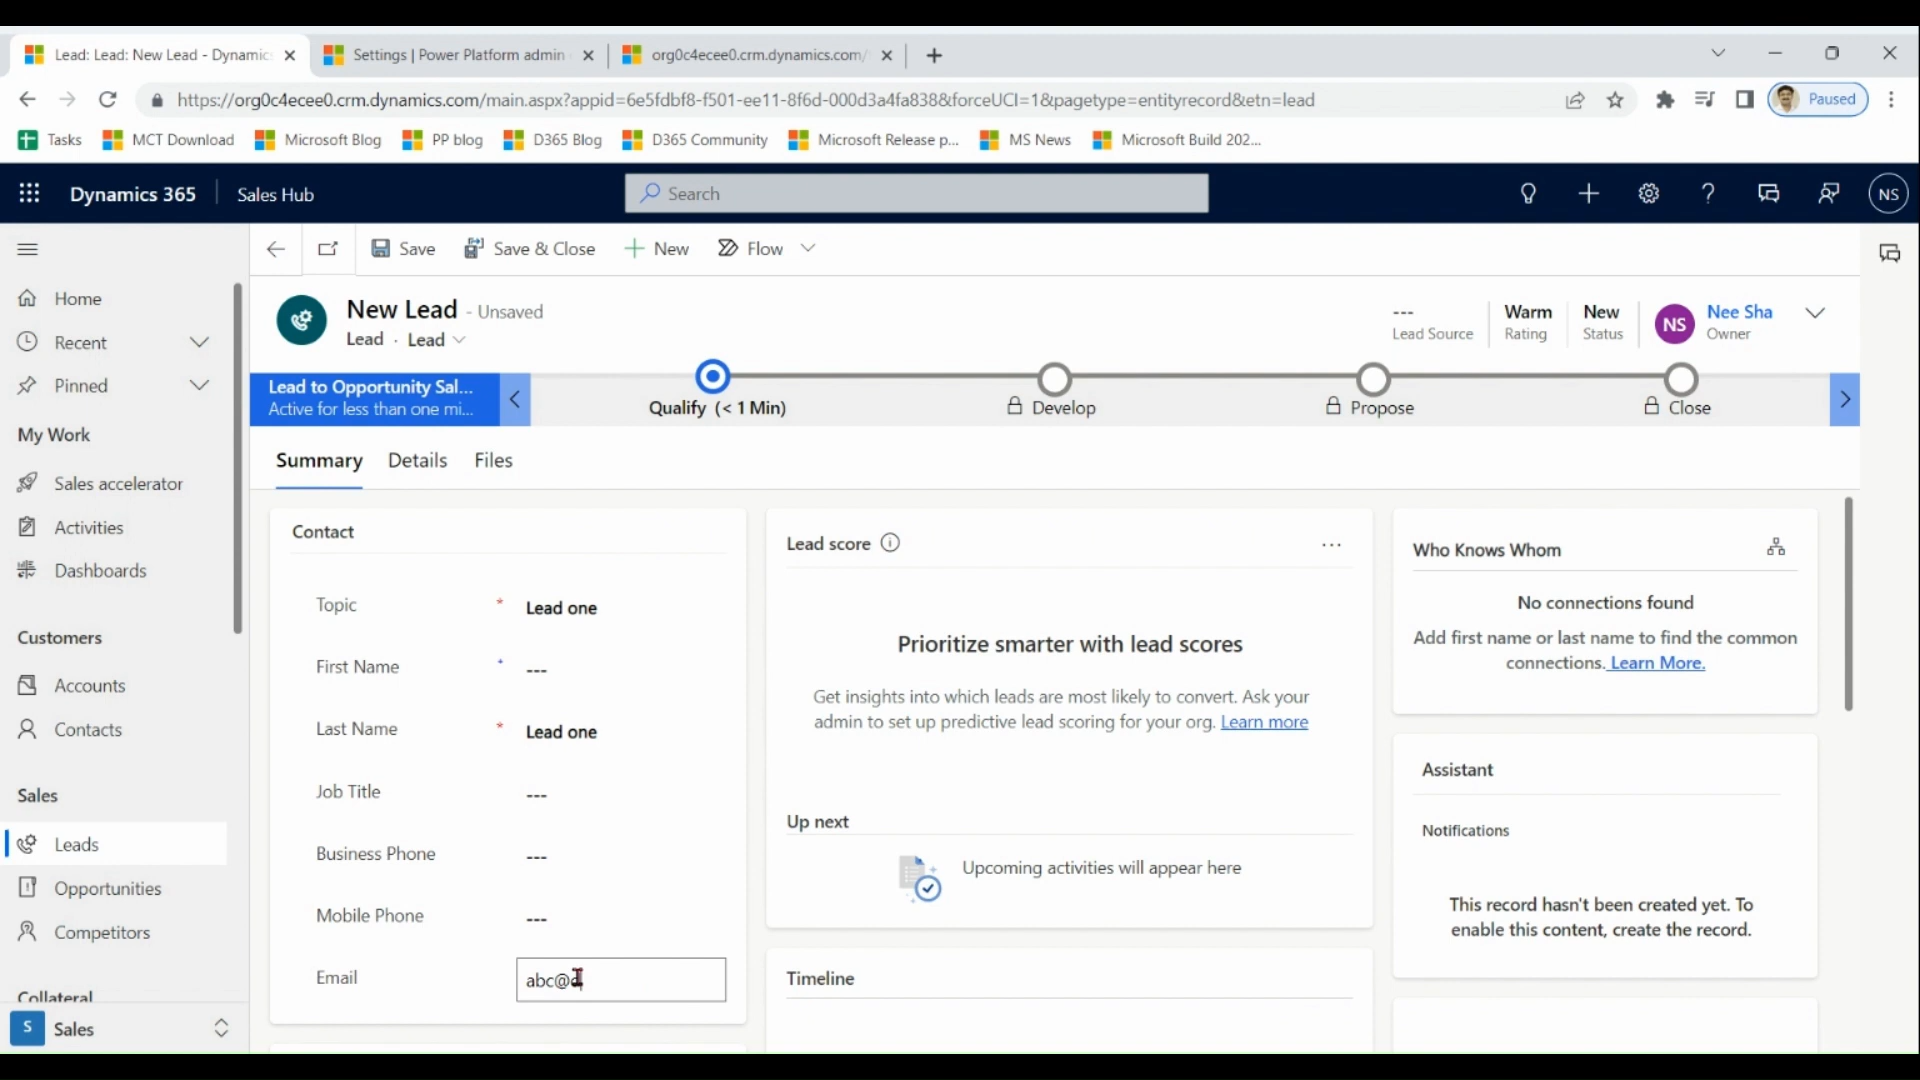 Lead: Lead: New Lead - Dynamics
Settings | Power Platform admin
org0c4ecee0.crm.dynamics.com/
https://org0c4ecee0.crm.dynamics.com/main.aspx?appid=6e5fdbf8-f501-ee11-8f6d-000d3a4fa838&forceUCI=1&pagetype=entityrecord&etn=lead
Paused
Tasks
MCT Download
Microsoft Blog
PP blog
D365 Blog
D365 Community
Microsoft Release p...
MS News
Microsoft Build 202...
Dynamics 365
Sales Hub
Search
NS
Save
Save & Close
New
Flow
Home
Recent
Pinned
My Work
Sales accelerator
Activities
Dashboards
Customers
Accounts
Contacts
Sales
Leads
Opportunities
Competitors
Collateral
S
Sales
New Lead - Unsaved
Lead · Lead
---
Lead Source
Warm
Rating
New
Status
NS
Nee Sha
Owner
Lead to Opportunity Sal...
Active for less than one mi...
Qualify (< 1 Min)
Develop
Propose
Close
Summary
Details
Files
Contact
Topic * Lead one
First Name * ---
Last Name * Lead one
Job Title ---
Business Phone ---
Mobile Phone ---
Email abc@
Lead score
Prioritize smarter with lead scores
Get insights into which leads are most likely to convert. Ask your
admin to set up predictive lead scoring for your org. Learn more
Up next
Upcoming activities will appear here
Timeline
Who Knows Whom
No connections found
Add first name or last name to find the common
connections. Learn More.
Assistant
Notifications
This record hasn't been created yet. To
enable this content, create the record.